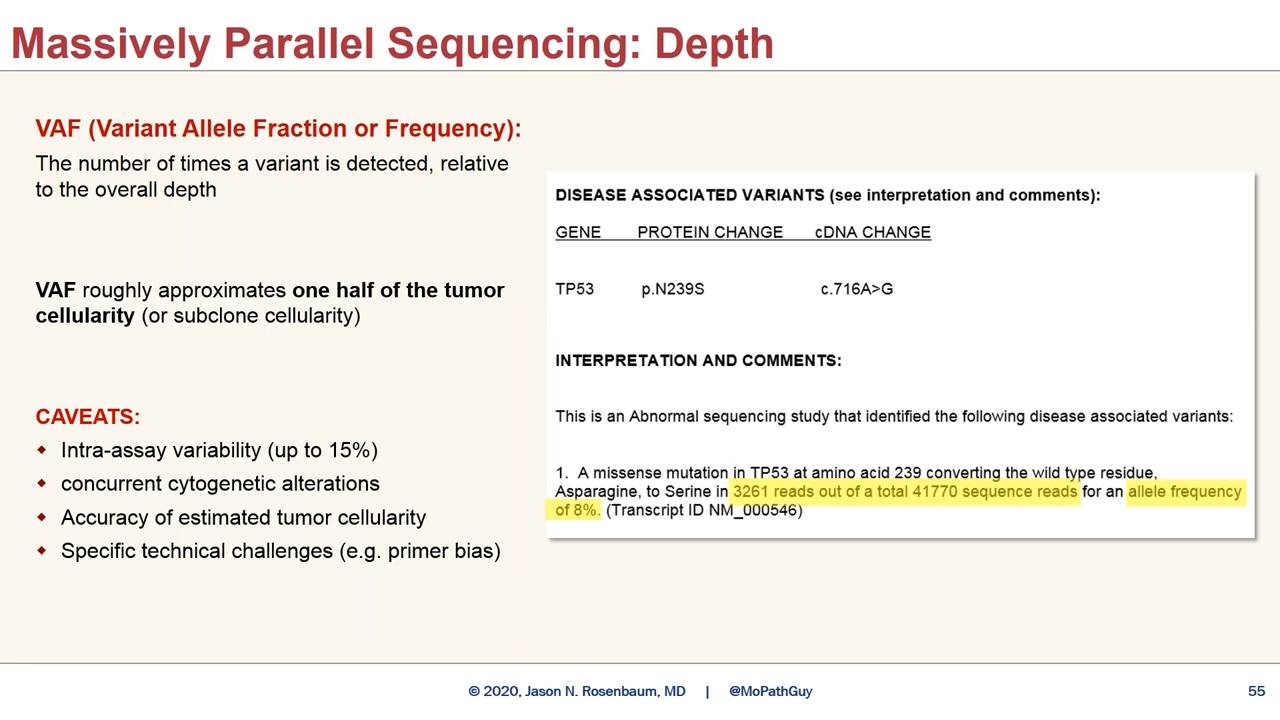 Massively Parallel Sequencing: Depth
VAF (Variant Allele Fraction or Frequency):
The number of times a variant is detected, relative
to the overall depth
VAF roughly approximates one half of the tumor
cellularity (or subclone cellularity)
CAVEATS:
Intra-assay variability (up to 15%)
concurrent cytogenetic alterations
Accuracy of estimated tumor cellularity
Specific technical challenges (e.g. primer bias)
DISEASE ASSOCIATED VARIANTS (see interpretation and comments):
GENE PROTEIN CHANGE cDNA CHANGE
TP53 p.N239S c.716A>G
INTERPRETATION AND COMMENTS:
This is an Abnormal sequencing study that identified the following disease associated variants:
1. A missense mutation in TP53 at amino acid 239 converting the wild type residue,
Asparagine, to Serine in 3261 reads out of a total 41770 sequence reads for an allele frequency
of 8%. (Transcript ID NM_000546)
© 2020, Jason N. Rosenbaum, MD | @MoPathGuy
55